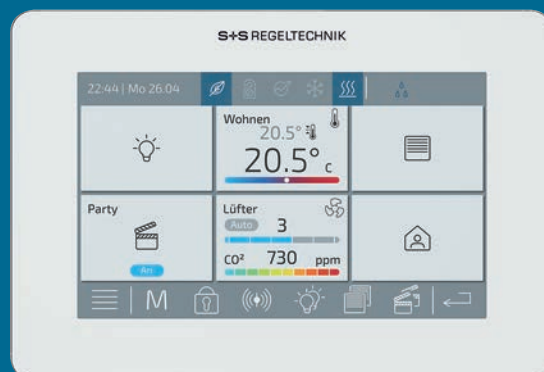 S+S REGELTECHNIK
22:44 | Mo 26.04
Wohnen
20.5°
20.5° C
Party
An
Lüfter
Auto 3
CO² 730 ppm
M